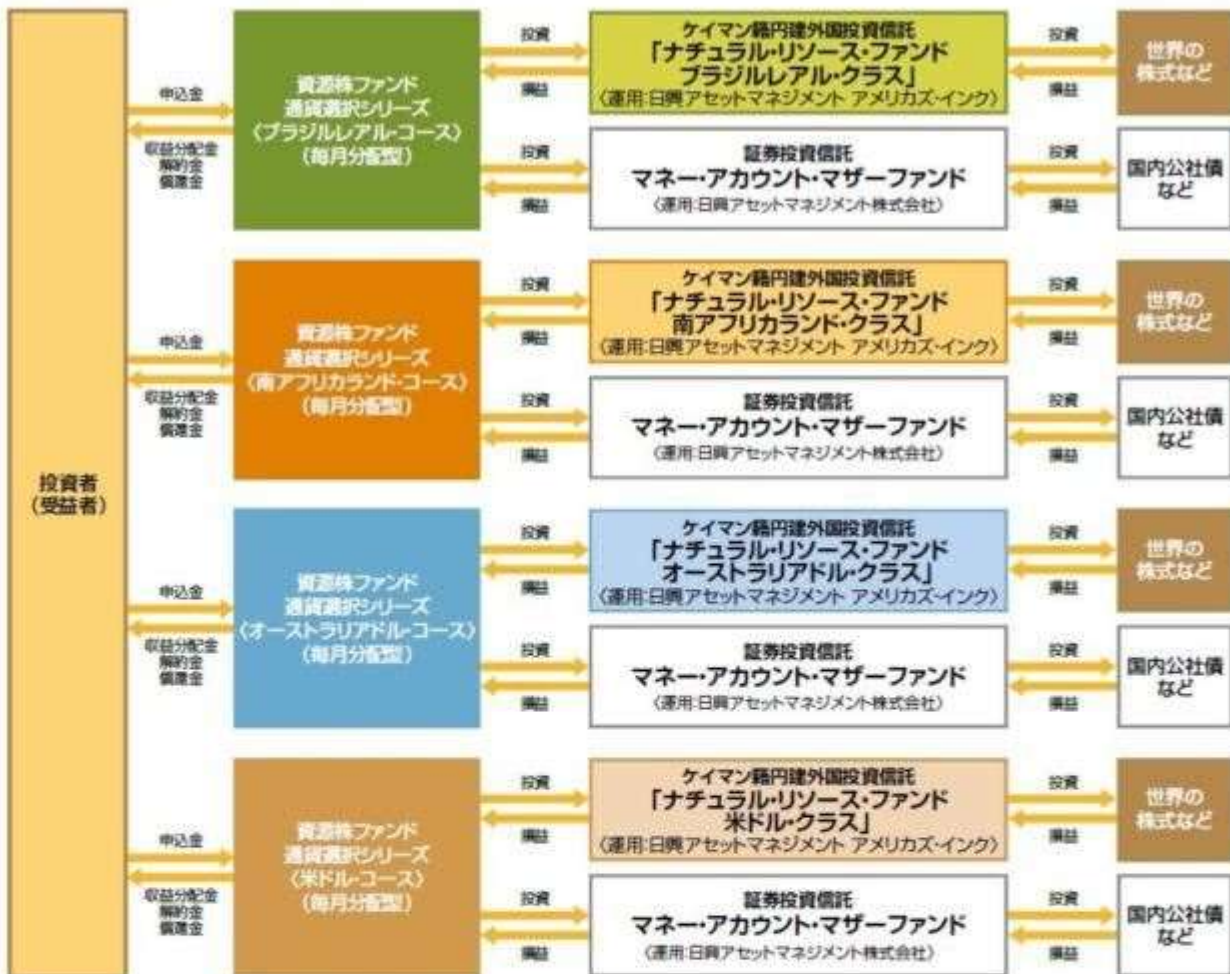 投資者
（受益者）
申込金
収益分配金
解約金
償還金
資源株ファンド
通貨選択シリーズ
〈ブラジルレアル・コース〉
（毎月分配型）
投資
損益
ケイマン籍円建外国投資信託
「ナチュラル・リソース・ファンド
ブラジルレアル・クラス」
〈運用:日興アセットマネジメント アメリカズ・インク〉
投資
損益
世界の
株式など
投資
損益
証券投資信託
マネー・アカウント・マザーファンド
〈運用:日興アセットマネジメント株式会社〉
投資
損益
国内公社債
など
申込金
収益分配金
解約金
償還金
資源株ファンド
通貨選択シリーズ
〈南アフリカランド・コース〉
（毎月分配型）
投資
損益
ケイマン籍円建外国投資信託
「ナチュラル・リソース・ファンド
南アフリカランド・クラス」
〈運用:日興アセットマネジメント アメリカズ・インク〉
投資
損益
世界の
株式など
投資
損益
証券投資信託
マネー・アカウント・マザーファンド
〈運用:日興アセットマネジメント株式会社〉
投資
損益
国内公社債
など
申込金
収益分配金
解約金
償還金
資源株ファンド
通貨選択シリーズ
〈オーストラリアドル・コース〉
（毎月分配型）
投資
損益
ケイマン籍円建外国投資信託
「ナチュラル・リソース・ファンド
オーストラリアドル・クラス」
〈運用:日興アセットマネジメント アメリカズ・インク〉
投資
損益
世界の
株式など
投資
損益
証券投資信託
マネー・アカウント・マザーファンド
〈運用:日興アセットマネジメント株式会社〉
投資
損益
国内公社債
など
申込金
収益分配金
解約金
償還金
資源株ファンド
通貨選択シリーズ
〈米ドル・コース〉
（毎月分配型）
投資
損益
ケイマン籍円建外国投資信託
「ナチュラル・リソース・ファンド
米ドル・クラス」
〈運用:日興アセットマネジメント アメリカズ・インク〉
投資
損益
世界の
株式など
投資
損益
証券投資信託
マネー・アカウント・マザーファンド
〈運用:日興アセットマネジメント株式会社〉
投資
損益
国内公社債
など